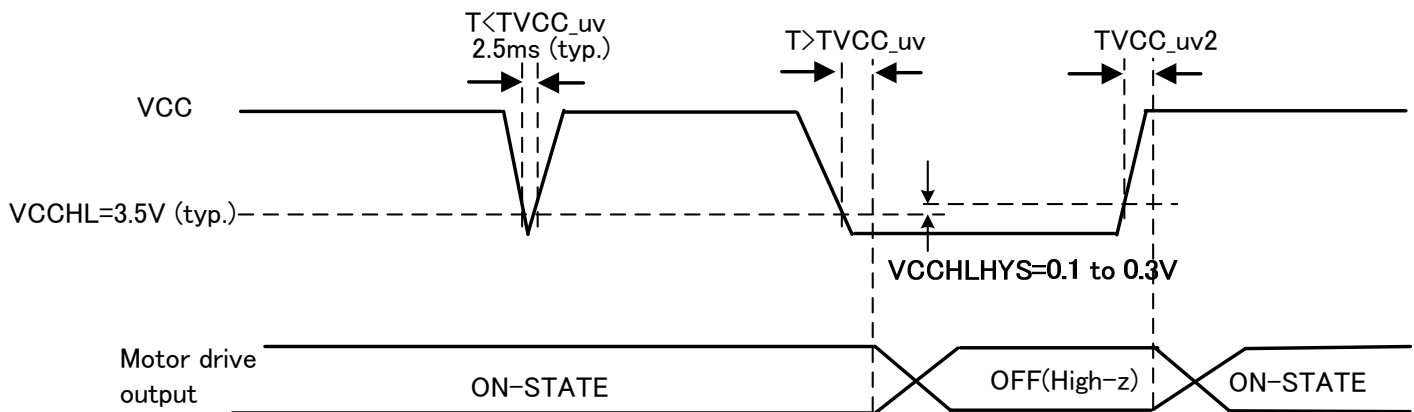 T<TVCC_uv
2.5ms (typ.)
T>TVCC_uv
TVCC_uv2
VCC
VCCHL=3.5V (typ.)
VCCHLHYS=0.1 to 0.3V
Motor drive
output
ON-STATE
OFF(High-z)
ON-STATE